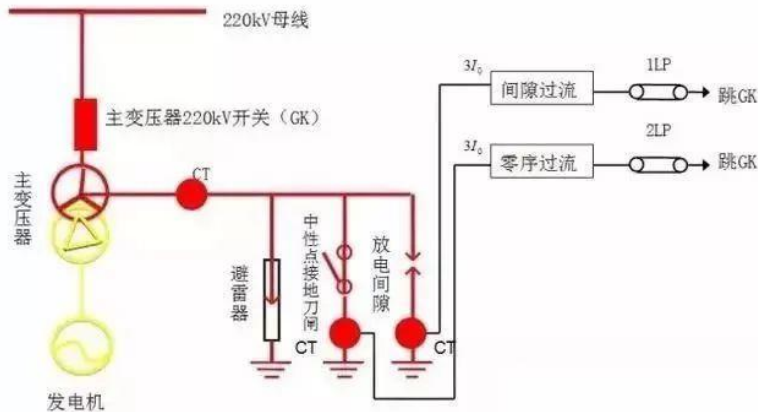 220kV母线
主变压器220kV开关（GK）
主变压器
CT
3I₀
间隙过流
1LP
跳GK
3I₀
零序过流
2LP
跳GK
避雷器
中性点接地刀闸
放电间隙
CT
CT
发电机